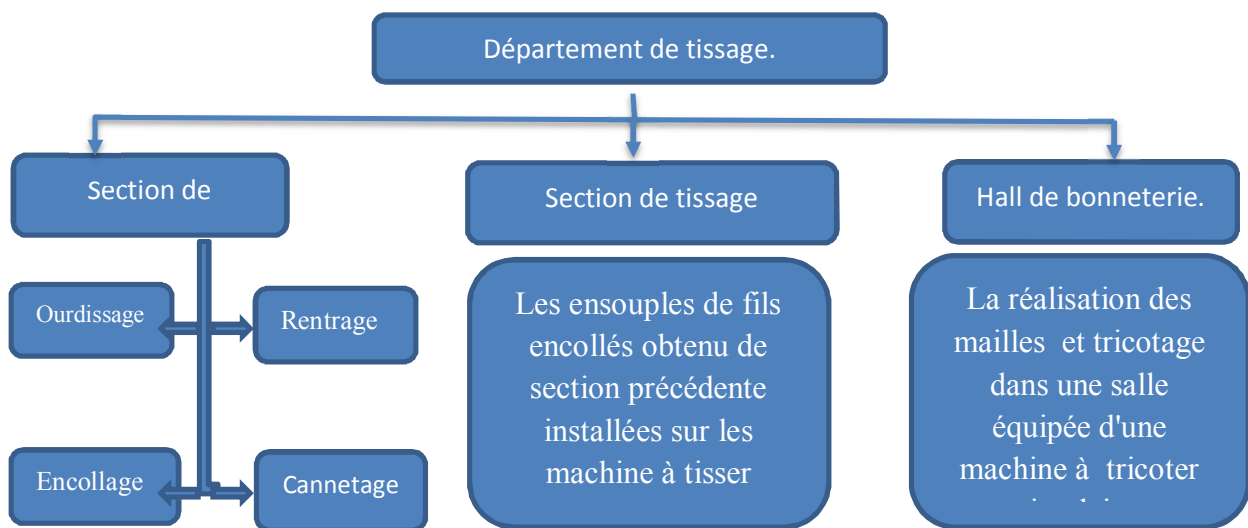 Département de tissage.
Section de
Section de tissage
Hall de bonneterie.
Ourdissage
Rentrage
Encollage
Cannetage
Les ensouples de fils
encollés obtenu de
section précédente
installées sur les
machine à tisser
La réalisation des
mailles et tricotage
dans une salle
équipée d'une
machine à tricoter